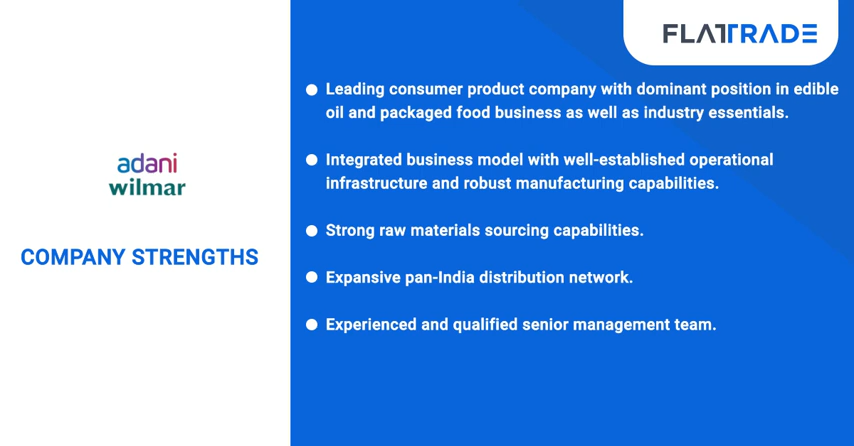 FLATTRADE
adani
wilmar
COMPANY STRENGTHS
Leading consumer product company with dominant position in edible
oil and packaged food business as well as industry essentials.
Integrated business model with well-established operational
infrastructure and robust manufacturing capabilities.
Strong raw materials sourcing capabilities.
Expansive pan-India distribution network.
Experienced and qualified senior management team.